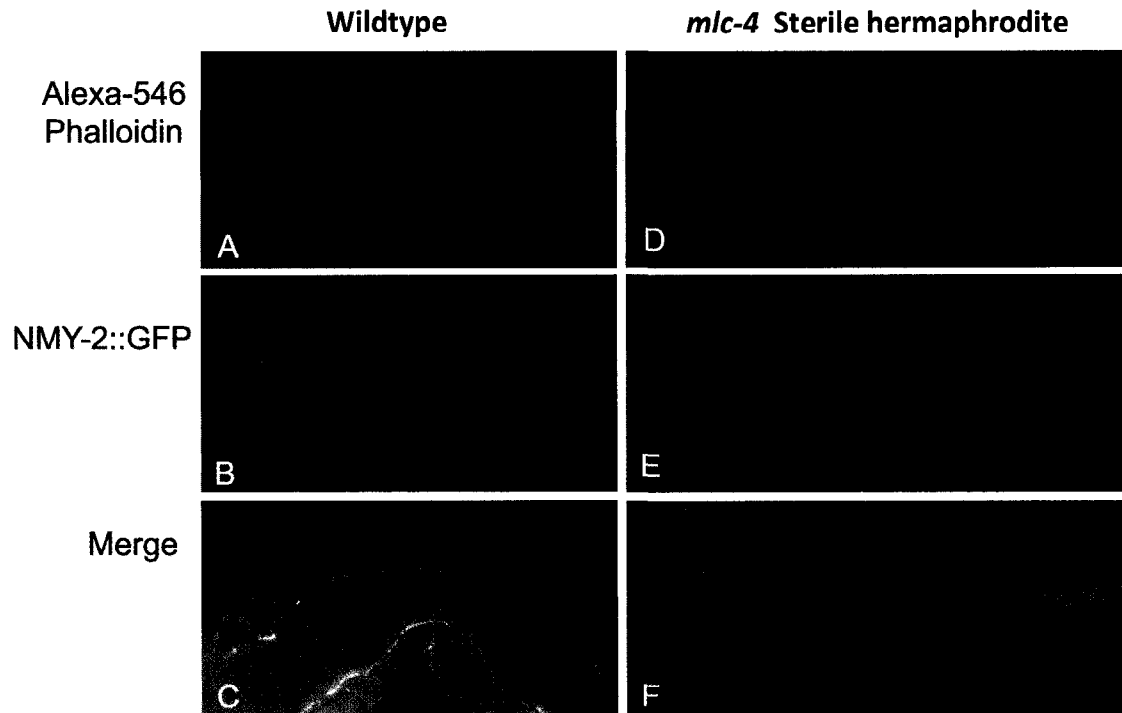 Wildtype
mlc-4 Sterile hermaphrodite
Alexa-546
Phalloidin
A
D
NMY-2::GFP
B
E
Merge
C
F